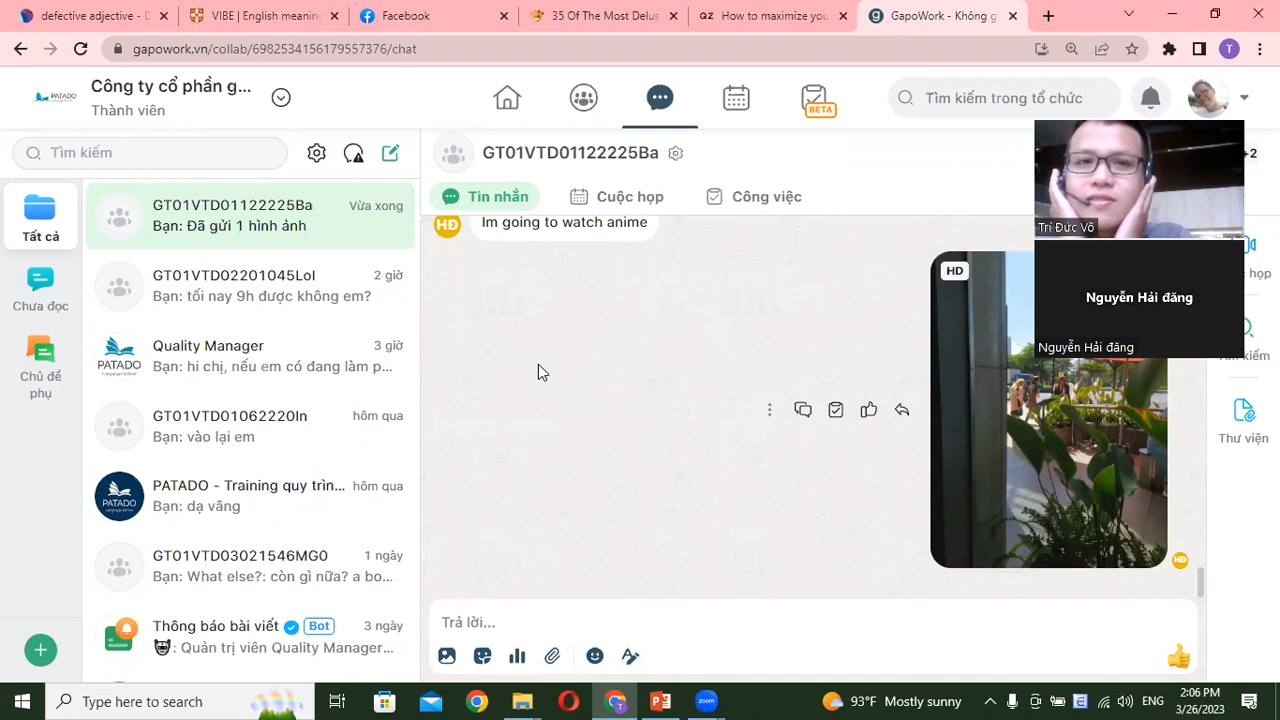 defective adjective - D
VIBE | English meaning
Facebook
35 Of The Most Delus
How to maximize you
GapoWork - Không g
gapowork.vn/collab/6982534156179557376/chat
T
PATADO
Công ty cổ phần g...
Thành viên
BETA
Tìm kiếm trong tổ chức
Tìm kiếm
GT01VTD01122225Ba
+2
Tin nhắn
Cuộc họp
Công việc
Tất cả
Chưa đọc
Chủ đề
phụ
GT01VTD01122225Ba
Vừa xong
Bạn: Đã gửi 1 hình ảnh
GT01VTD02201045LoI
2 giờ
Bạn: tối nay 9h được không em?
PATADO
Quality Manager
3 giờ
Bạn: hi chị, nếu em có đang làm p...
GT01VTD01062220In
hôm qua
Bạn: vào lại em
PATADO
PATADO - Training quy trìn...
hôm qua
Bạn: dạ vâng
GT01VTD03021546MG0
1 ngày
Bạn: What else?: còn gì nữa? a bo...
Thông báo bài viết
Bot
3 ngày
: Quản trị viên Quality Manager...
HĐ
Im going to watch anime
HD
HĐ
Trí Đức Võ
Nguyễn Hải đăng
Nguyễn Hải đăng
họp
kiếm
Thư viện
Trả lời...
Type here to search
93°F Mostly sunny
ENG
2:06 PM
3/26/2023